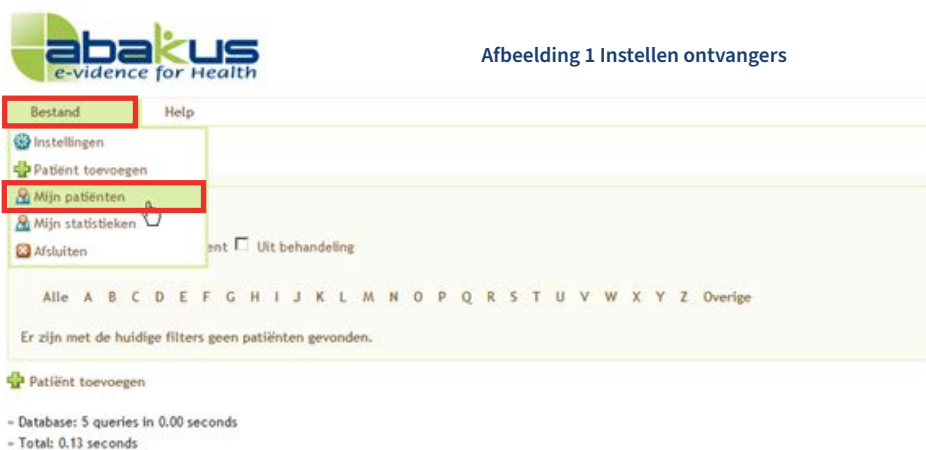 abakus
e-vidence for Health
Afbeelding 1 Instellen ontvangers
Bestand Help
Instellingen
Patiënt toevoegen
Mijn patiënten
Mijn statistieken
Afsluiten
ent Uit behandeling
Alle A B C D E F G H I J K L M N O P Q R S T U V W X Y Z Overige
Er zijn met de huidige filters geen patiënten gevonden.
Patiënt toevoegen
- Database: 5 queries in 0.00 seconds
- Total: 0.13 seconds